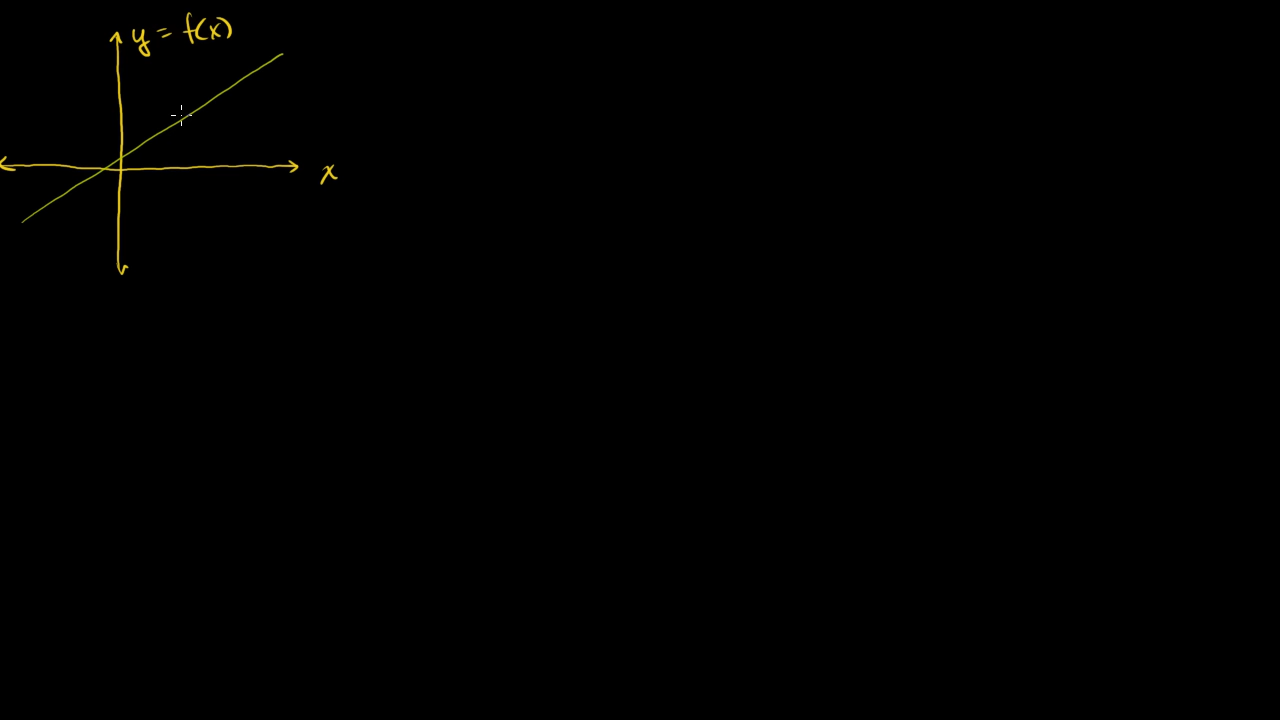 y = f(x)
x